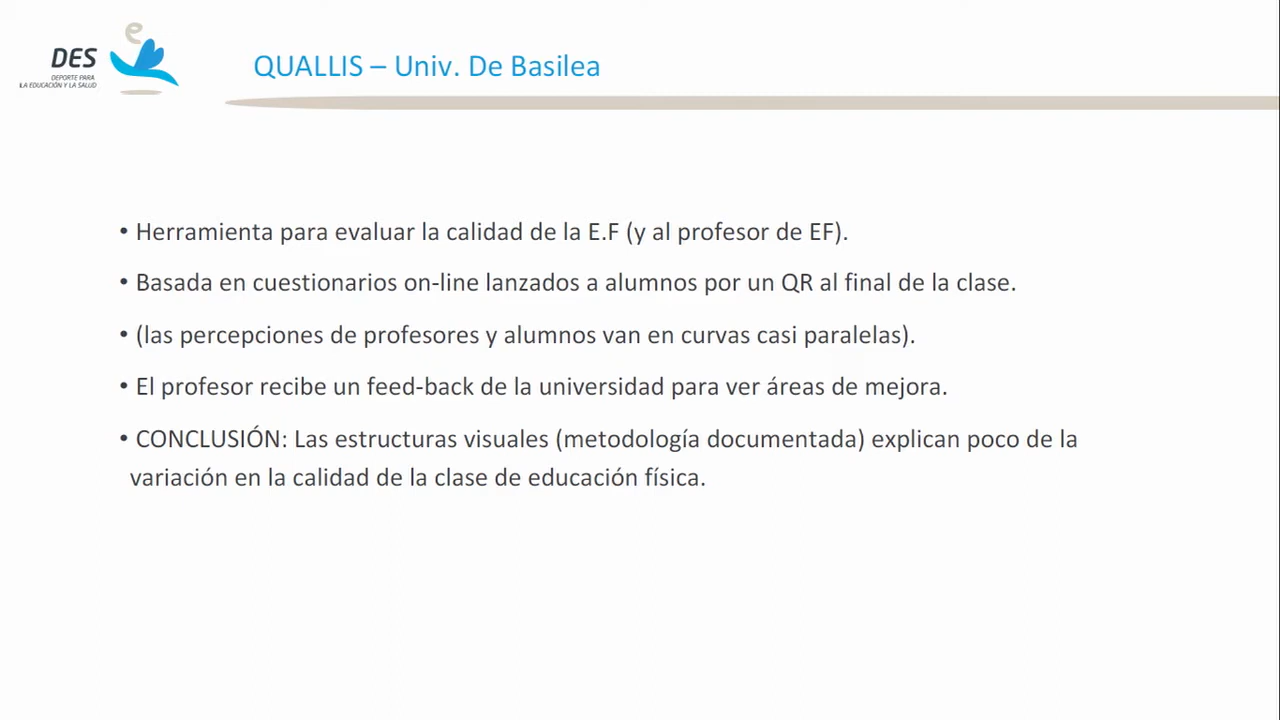 DES
DEPORTE PARA
LA EDUCACIÓN Y LA SALUD
QUALLIS – Univ. De Basilea
• Herramienta para evaluar la calidad de la E.F (y al profesor de EF).
• Basada en cuestionarios on-line lanzados a alumnos por un QR al final de la clase.
• (las percepciones de profesores y alumnos van en curvas casi paralelas).
• El profesor recibe un feed-back de la universidad para ver áreas de mejora.
• CONCLUSIÓN: Las estructuras visuales (metodología documentada) explican poco de la
variación en la calidad de la clase de educación física.